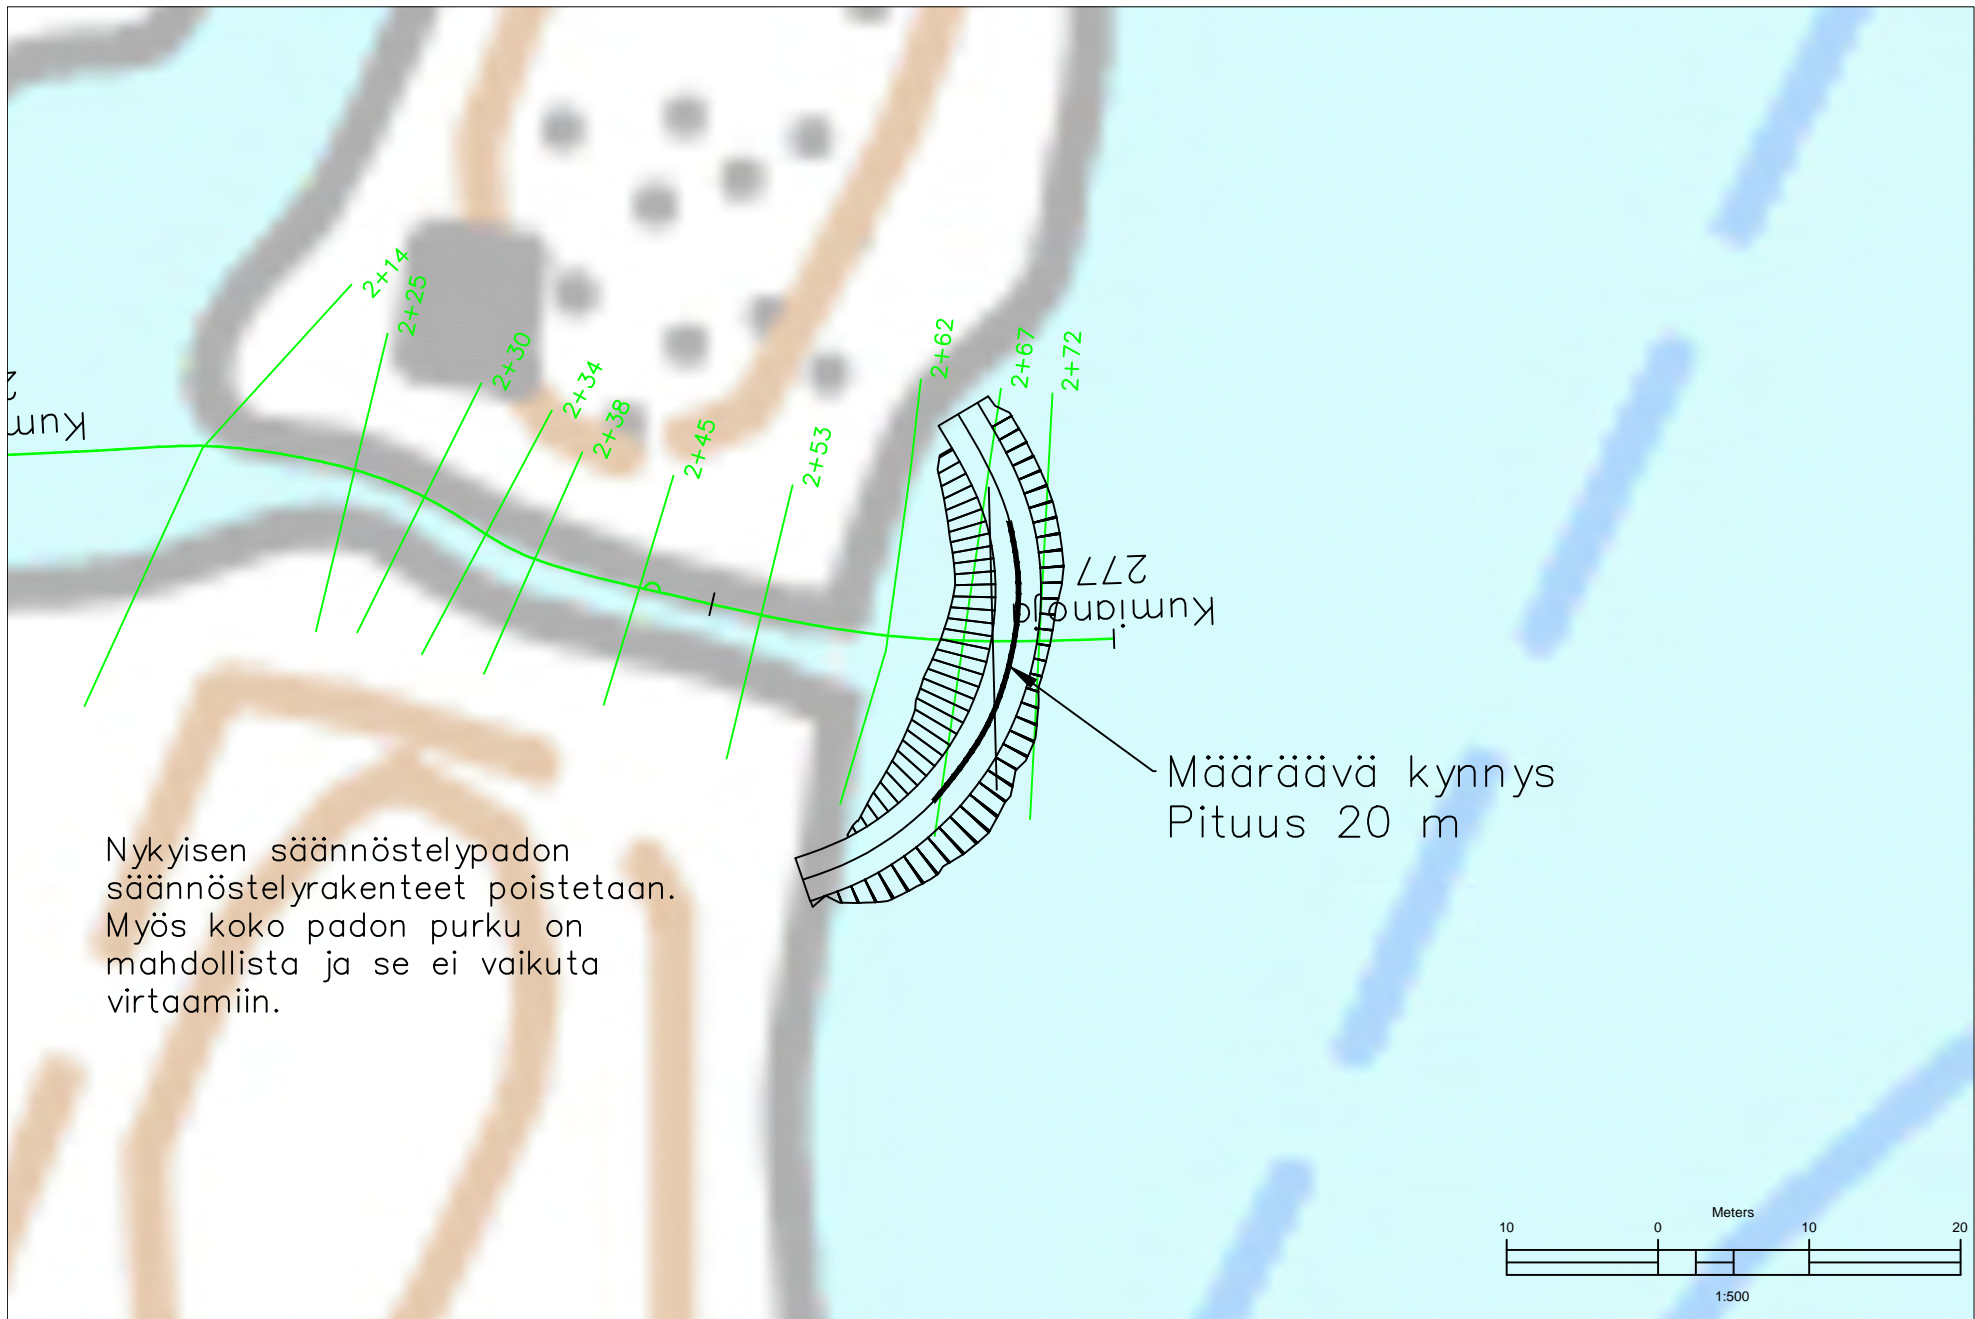 2+14
2+25
2+30
2+34
2+38
2+45
2+53
2+62
2+67
2+72
2
Kum
277
Kumianoja
Määräävä kynnys
Pituus 20 m
Nykyisen säännöstelypadon
säännöstelyrakenteet poistetaan.
Myös koko padon purku on
mahdollista ja se ei vaikuta
virtaamiin.
Meters
10 0 10 20
1:500